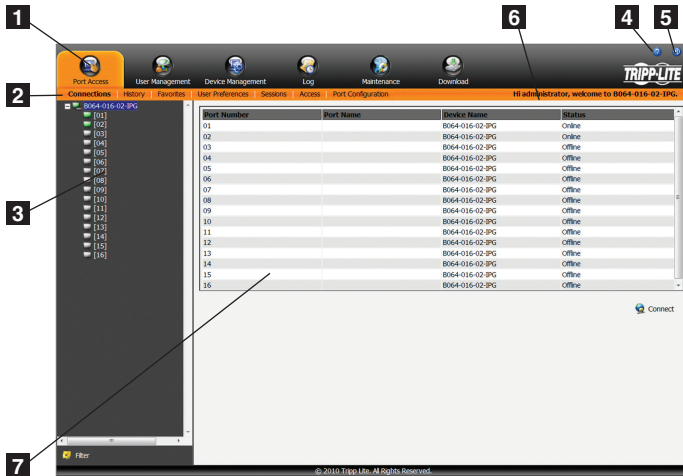 1
6
4
5
Port Access
User Management
Device Management
Log
Maintenance
Download
TRIPP·LITE
2
Connections
History
Favorites
User Preferences
Sessions
Access
Port Configuration
Hi administrator, welcome to B064-016-02-IPG.
B064-016-02-IPG
[01]
[02]
[03]
[04]
[05]
[06]
[07]
[08]
[09]
[10]
[11]
[12]
[13]
[14]
[15]
[16]
3
Port Number Port Name Device Name Status
01 B064-016-02-IPG Online
02 B064-016-02-IPG Online
03 B064-016-02-IPG Offline
04 B064-016-02-IPG Offline
05 B064-016-02-IPG Offline
06 B064-016-02-IPG Offline
07 B064-016-02-IPG Offline
08 B064-016-02-IPG Offline
09 B064-016-02-IPG Offline
10 B064-016-02-IPG Offline
11 B064-016-02-IPG Offline
12 B064-016-02-IPG Offline
13 B064-016-02-IPG Offline
14 B064-016-02-IPG Offline
15 B064-016-02-IPG Offline
16 B064-016-02-IPG Offline
Connect
Filter
7
© 2010 Tripp Lite. All Rights Reserved.